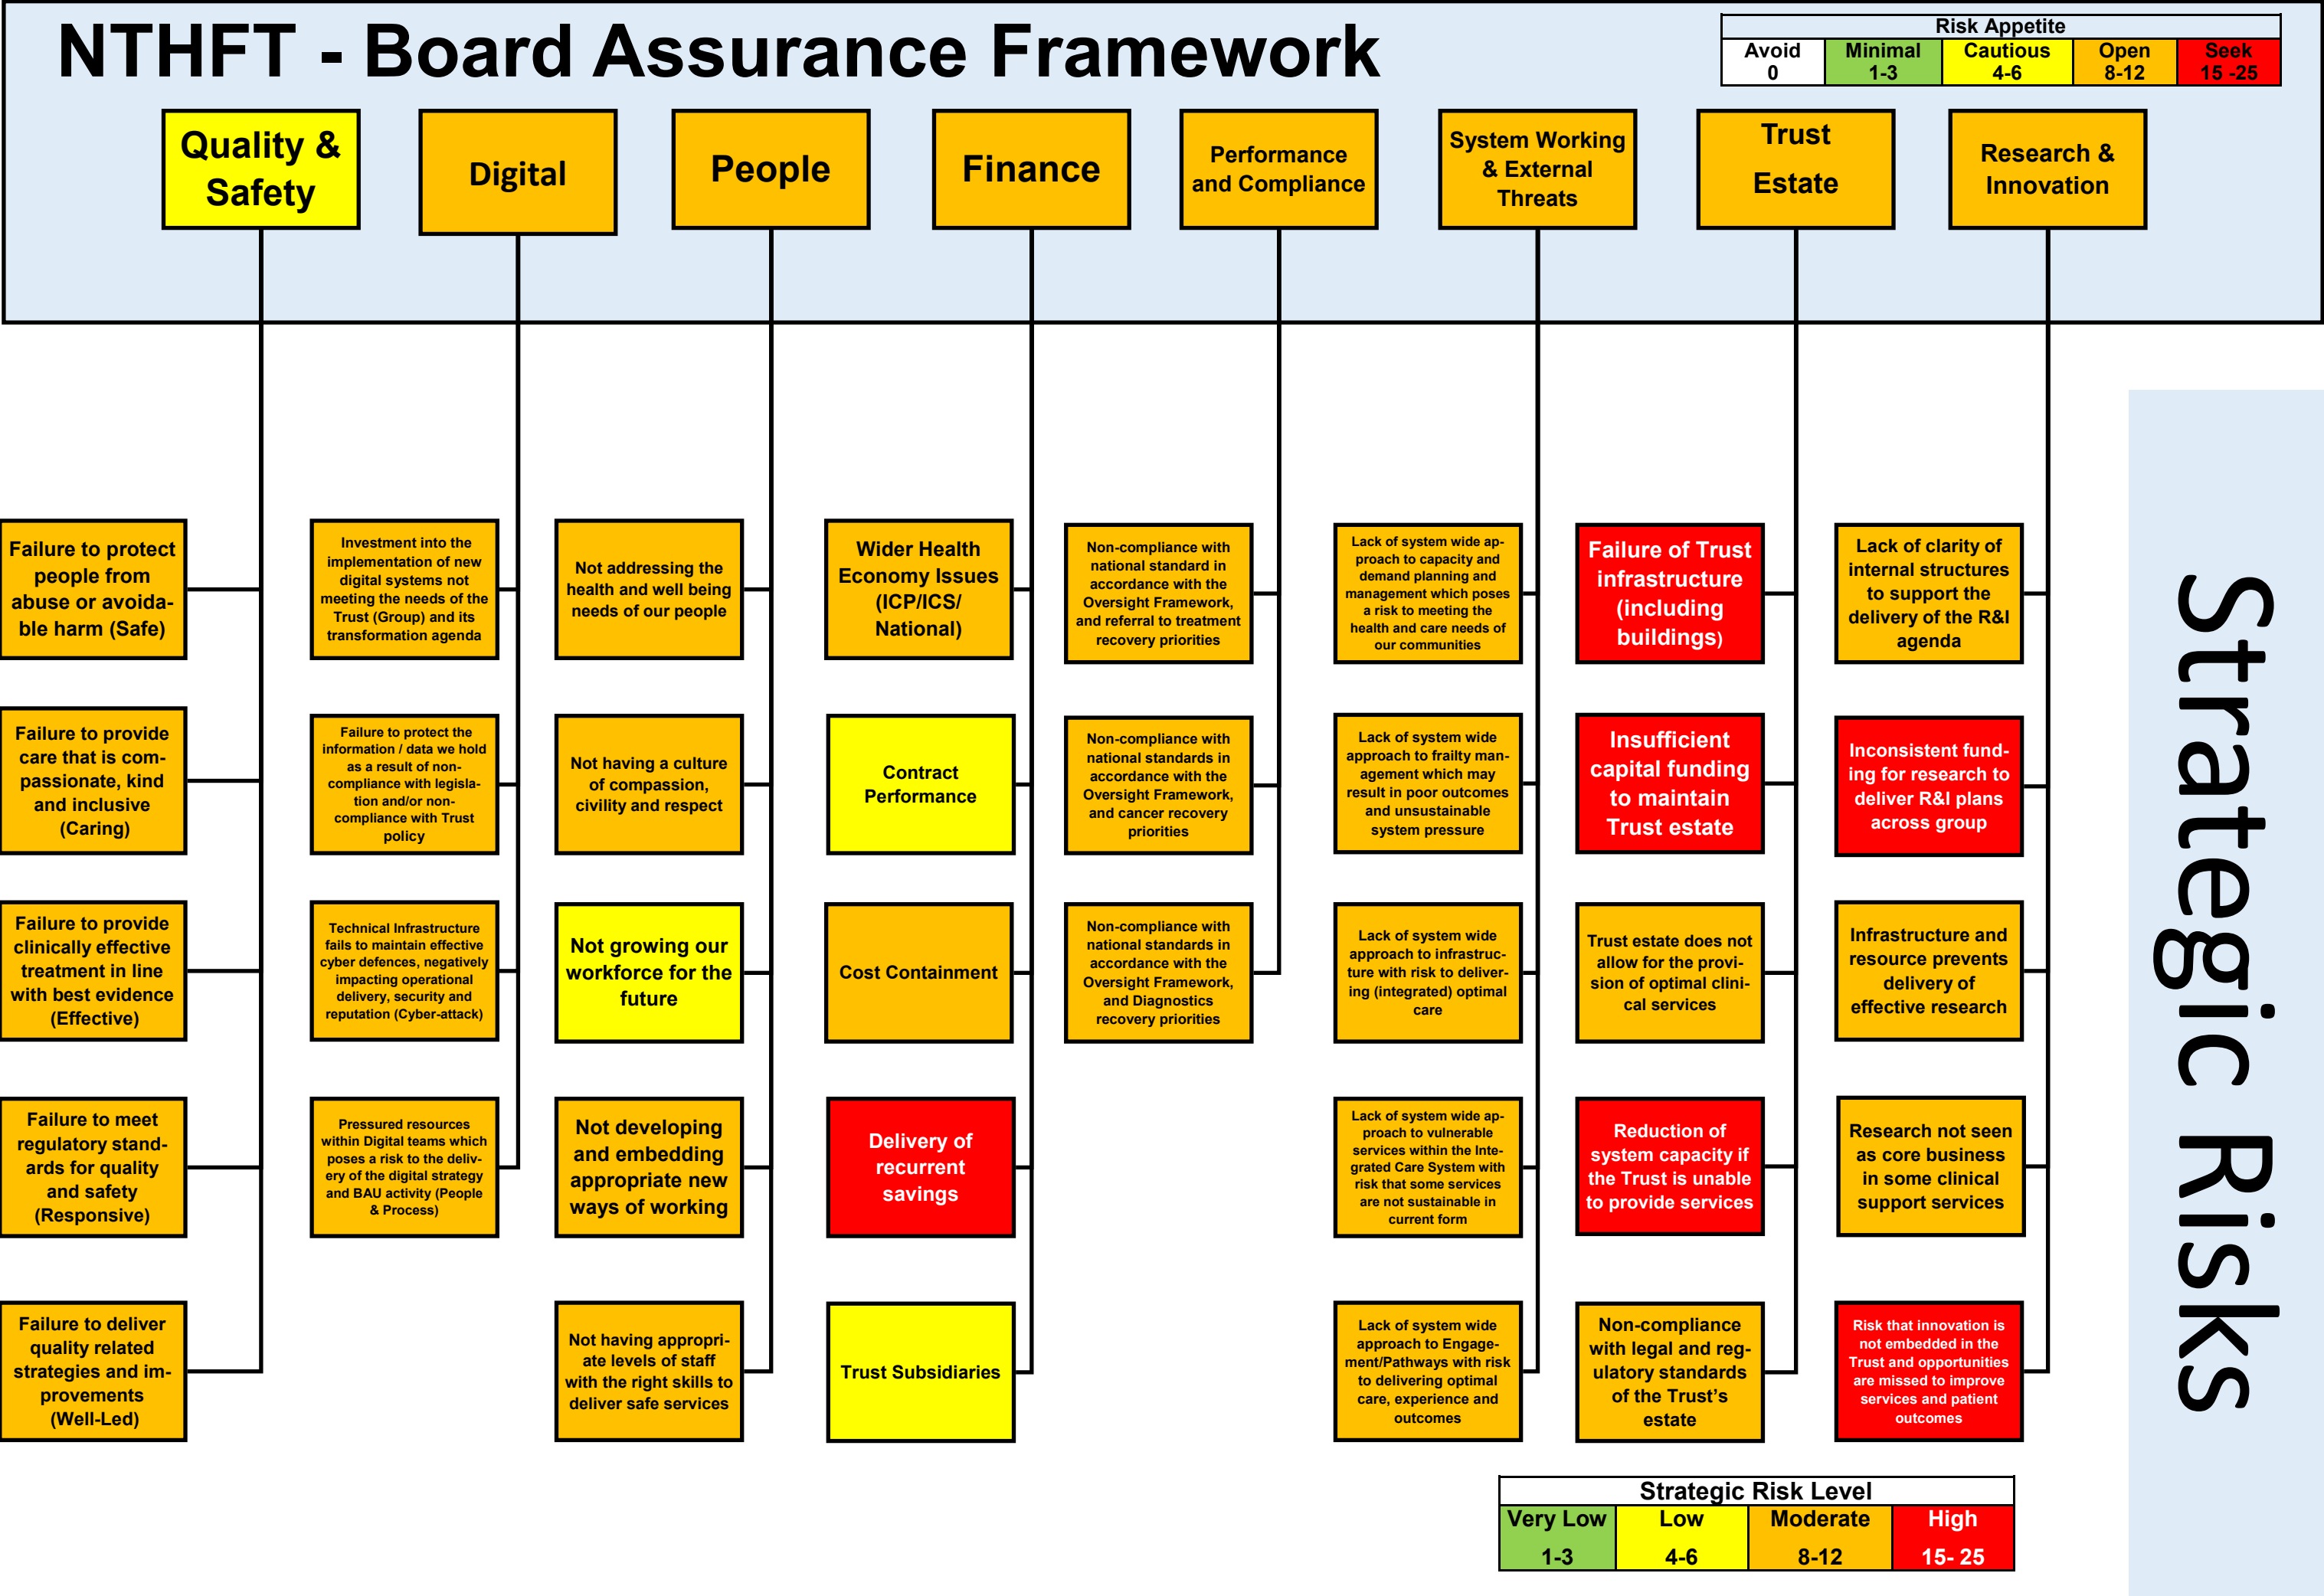 NTHFT - Board Assurance Framework
Risk Appetite
Avoid
0
Minimal
1-3
Cautious
4-6
Open
8-12
Seek
15 -25
Quality &
Safety
Digital
People
Finance
Performance
and Compliance
System Working
& External
Threats
Trust
Estate
Research &
Innovation
Failure to protect
people from
abuse or avoida-
ble harm (Safe)
Failure to provide
care that is com-
passionate, kind
and inclusive
(Caring)
Failure to provide
clinically effective
treatment in line
with best evidence
(Effective)
Failure to meet
regulatory stand-
ards for quality
and safety
(Responsive)
Failure to deliver
quality related
strategies and im-
provements
(Well-Led)
Investment into the
implementation of new
digital systems not
meeting the needs of the
Trust (Group) and its
transformation agenda
Failure to protect the
information / data we hold
as a result of non-
compliance with legisla-
tion and/or non-
compliance with Trust
policy
Technical Infrastructure
fails to maintain effective
cyber defences, negatively
impacting operational
delivery, security and
reputation (Cyber-attack)
Pressured resources
within Digital teams which
poses a risk to the deliv-
ery of the digital strategy
and BAU activity (People
& Process)
Not addressing the
health and well being
needs of our people
Not having a culture
of compassion,
civility and respect
Not growing our
workforce for the
future
Not developing
and embedding
appropriate new
ways of working
Not having appropri-
ate levels of staff
with the right skills to
deliver safe services
Wider Health
Economy Issues
(ICP/ICS/
National)
Contract
Performance
Cost Containment
Delivery of
recurrent
savings
Trust Subsidiaries
Non-compliance with
national standard in
accordance with the
Oversight Framework,
and referral to treatment
recovery priorities
Non-compliance with
national standards in
accordance with the
Oversight Framework,
and cancer recovery
priorities
Non-compliance with
national standards in
accordance with the
Oversight Framework,
and Diagnostics
recovery priorities
Lack of system wide ap-
proach to capacity and
demand planning and
management which poses
a risk to meeting the
health and care needs of
our communities
Lack of system wide
approach to frailty man-
agement which may
result in poor outcomes
and unsustainable
system pressure
Lack of system wide
approach to infrastruc-
ture with risk to deliver-
ing (integrated) optimal
care
Lack of system wide ap-
proach to vulnerable
services within the Inte-
grated Care System with
risk that some services
are not sustainable in
current form
Lack of system wide
approach to Engage-
ment/Pathways with risk
to delivering optimal
care, experience and
outcomes
Failure of Trust
infrastructure
(including
buildings)
Insufficient
capital funding
to maintain
Trust estate
Trust estate does not
allow for the provi-
sion of optimal clini-
cal services
Reduction of
system capacity if
the Trust is unable
to provide services
Non-compliance
with legal and reg-
ulatory standards
of the Trust’s
estate
Lack of clarity of
internal structures
to support the
delivery of the R&I
agenda
Inconsistent fund-
ing for research to
deliver R&I plans
across group
Infrastructure and
resource prevents
delivery of
effective research
Research not seen
as core business
in some clinical
support services
Risk that innovation is
not embedded in the
Trust and opportunities
are missed to improve
services and patient
outcomes
Strategic Risks
Strategic Risk Level
Very Low
1-3
Low
4-6
Moderate
8-12
High
15- 25